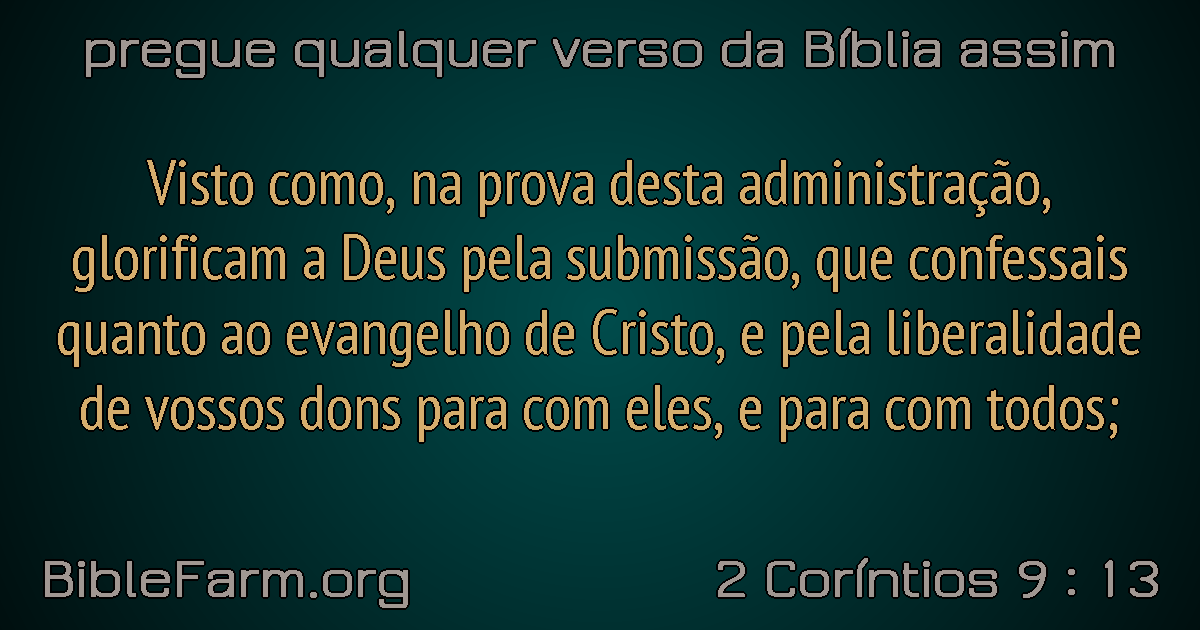 pregue qualquer verso da Bíblia assim
Visto como, na prova desta administração,
glorificam a Deus pela submissão, que confessais
quanto ao evangelho de Cristo, e pela liberalidade
de vossos dons para com eles, e para com todos;
BibleFarm.org
2 Coríntios 9 : 13